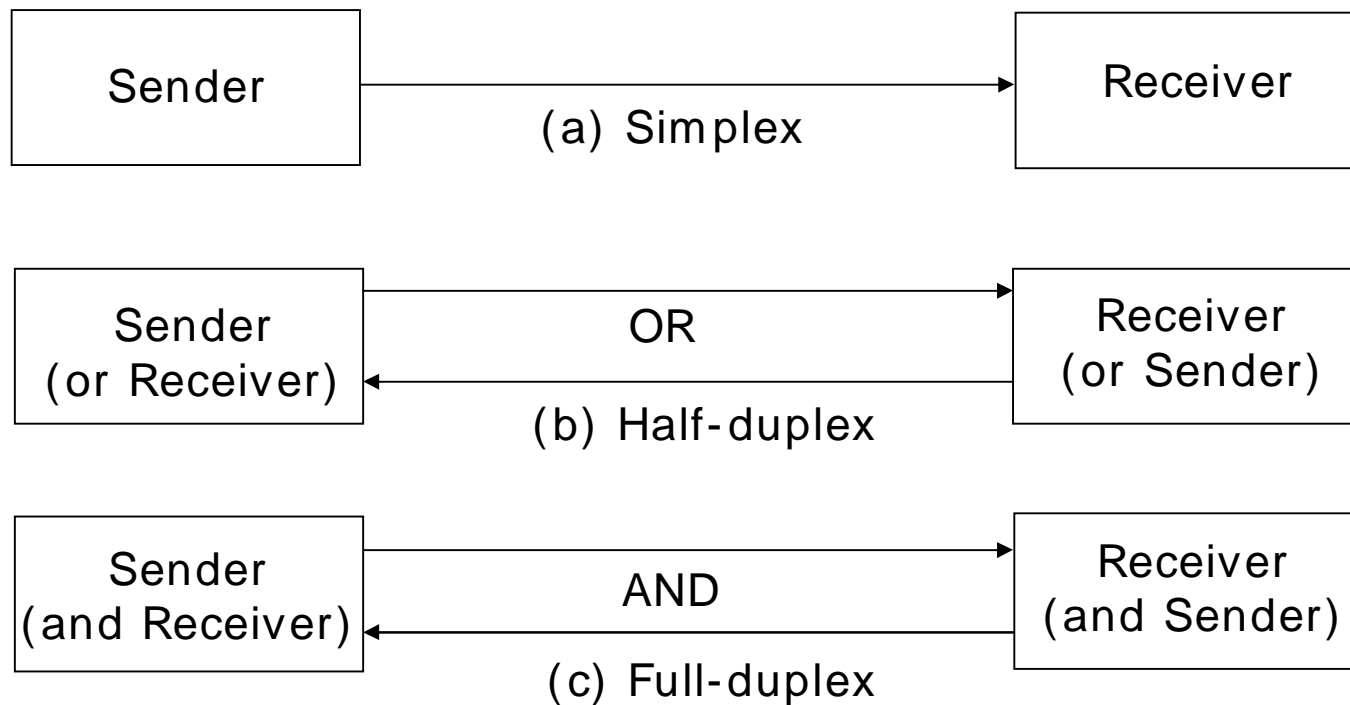 Sender
Receiver
(a) Simplex
Sender
(or Receiver)
OR
Receiver
(or Sender)
(b) Half-duplex
Sender
(and Receiver)
AND
Receiver
(and Sender)
(c) Full-duplex